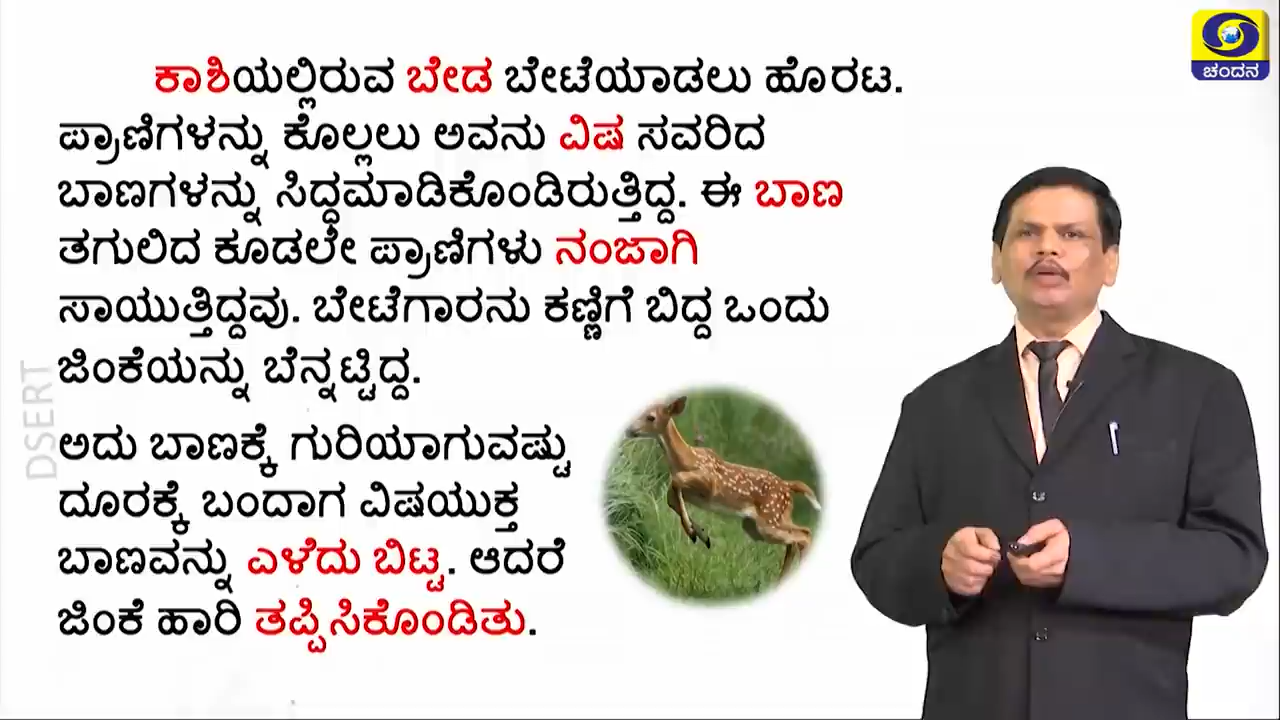 ಕಾಶಿಯಲ್ಲಿರುವ ಬೇಡ ಬೇಟೆಯಾಡಲು ಹೊರಟ.
ಪ್ರಾಣಿಗಳನ್ನು ಕೊಲ್ಲಲು ಅವನು ವಿಷ ಸವರಿದ
ಬಾಣಗಳನ್ನು ಸಿದ್ಧಮಾಡಿಕೊಂಡಿರುತ್ತಿದ್ದ. ಈ ಬಾಣ
ತಗುಲಿದ ಕೂಡಲೇ ಪ್ರಾಣಿಗಳು ನಂಜಾಗಿ
ಸಾಯುತ್ತಿದ್ದವು. ಬೇಟೆಗಾರನು ಕಣ್ಣಿಗೆ ಬಿದ್ದ ಒಂದು
ಜಿಂಕೆಯನ್ನು ಬೆನ್ನಟ್ಟಿದ್ದ.
ಅದು ಬಾಣಕ್ಕೆ ಗುರಿಯಾಗುವಷ್ಟು
ದೂರಕ್ಕೆ ಬಂದಾಗ ವಿಷಯುಕ್ತ
ಬಾಣವನ್ನು ಎಳೆದು ಬಿಟ್ಟ. ಆದರೆ
ಜಿಂಕೆ ಹಾರಿ ತಪ್ಪಿಸಿಕೊಂಡಿತು.
ಚಂದನ
DSERT